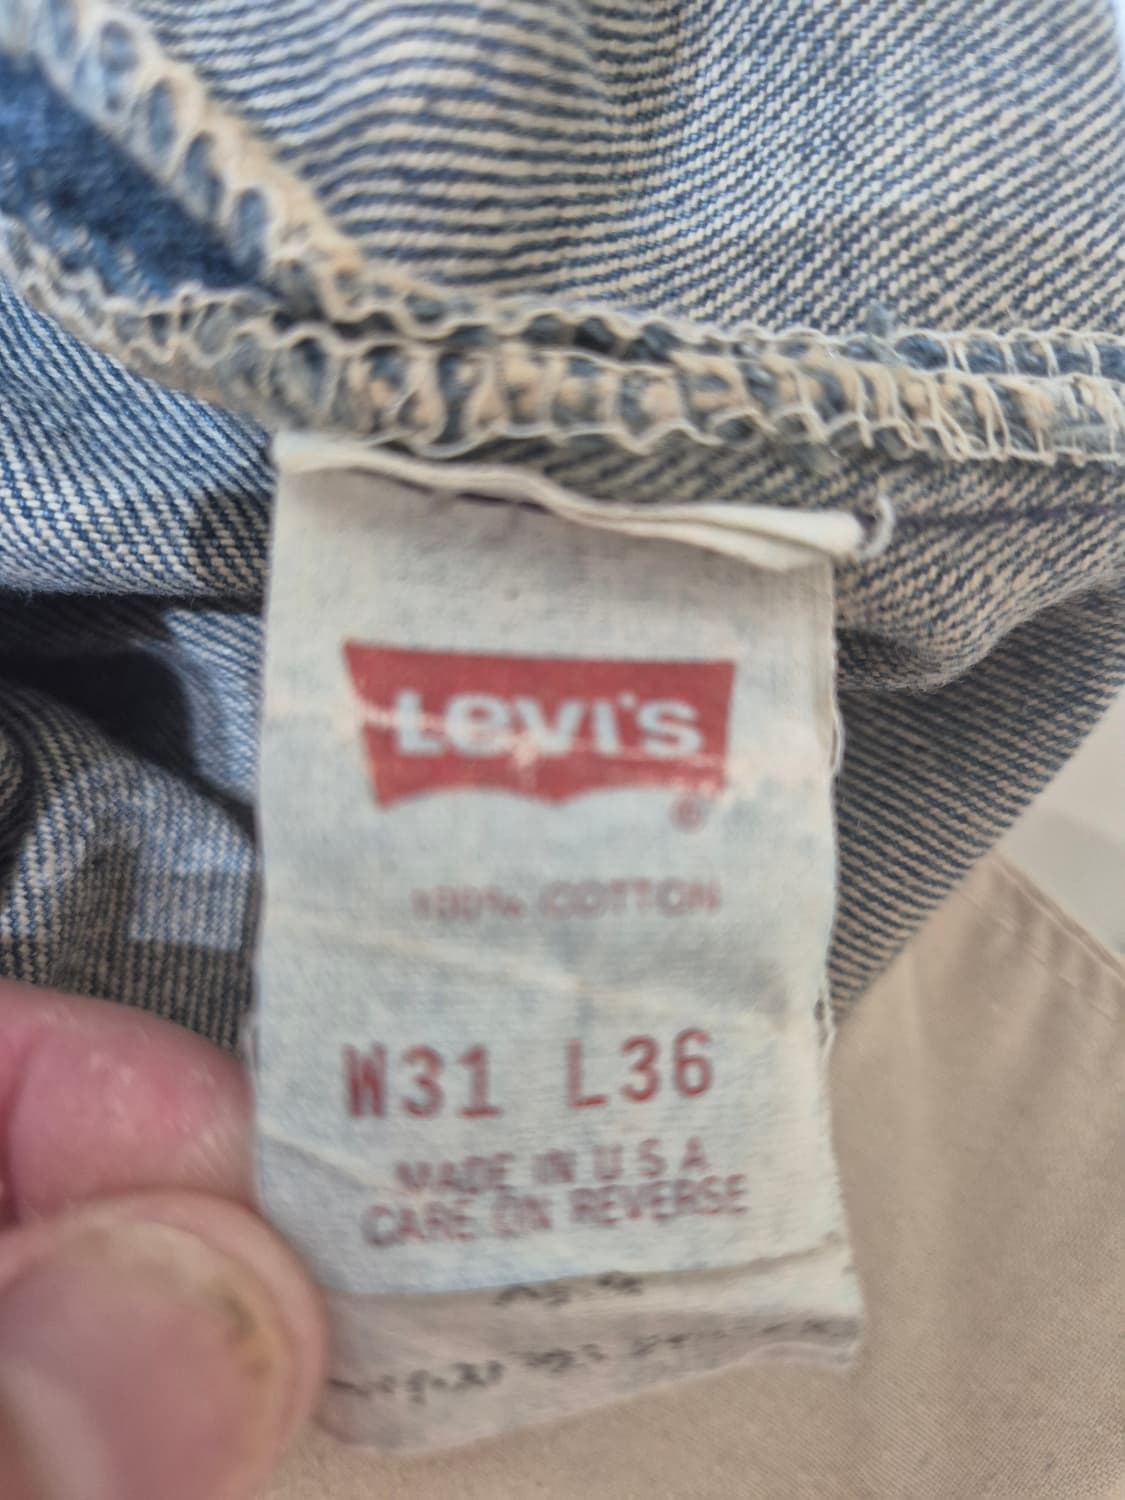 Levi's
®
100% COTTON
W31 L36
MADE IN U S A
CARE ON REVERSE